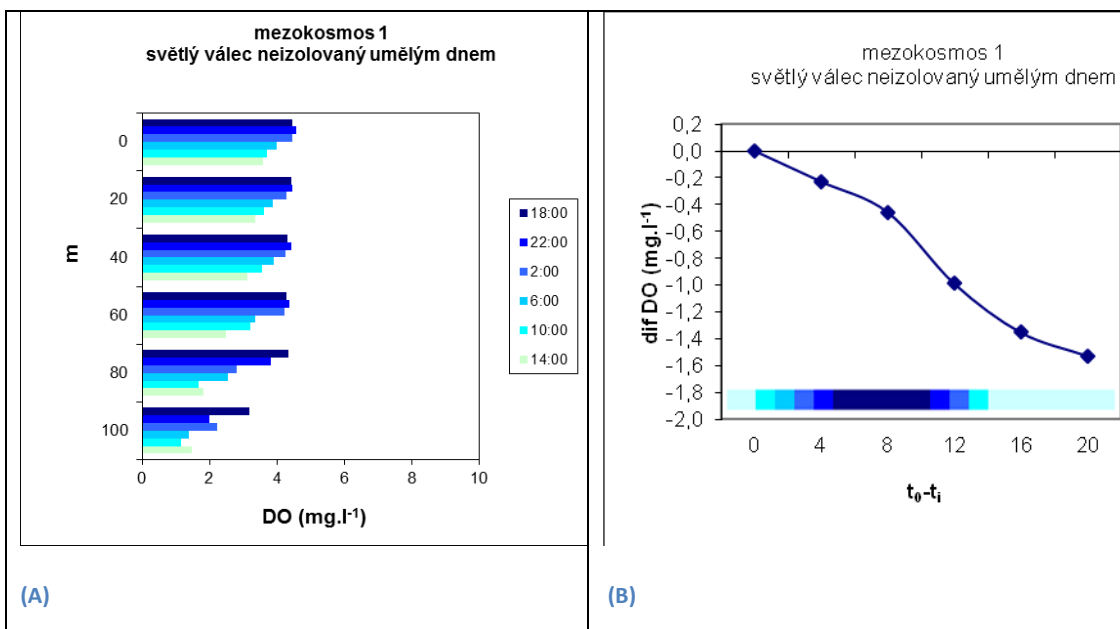 mezokosmos 1
světlý válec neizolovaný umělým dnem
m
0
20
40
60
80
100
0 2 4 6 8 10
DO (mg.l⁻¹)
18:00
22:00
2:00
6:00
10:00
14:00
(A)
mezokosmos 1
světlý válec neizolovaný umělým dnem
dif DO (mg.l⁻¹)
0,2
0,0
-0,2
-0,4
-0,6
-0,8
-1,0
-1,2
-1,4
-1,6
-1,8
-2,0
0 4 8 12 16 20
t₀-tᵢ
(B)